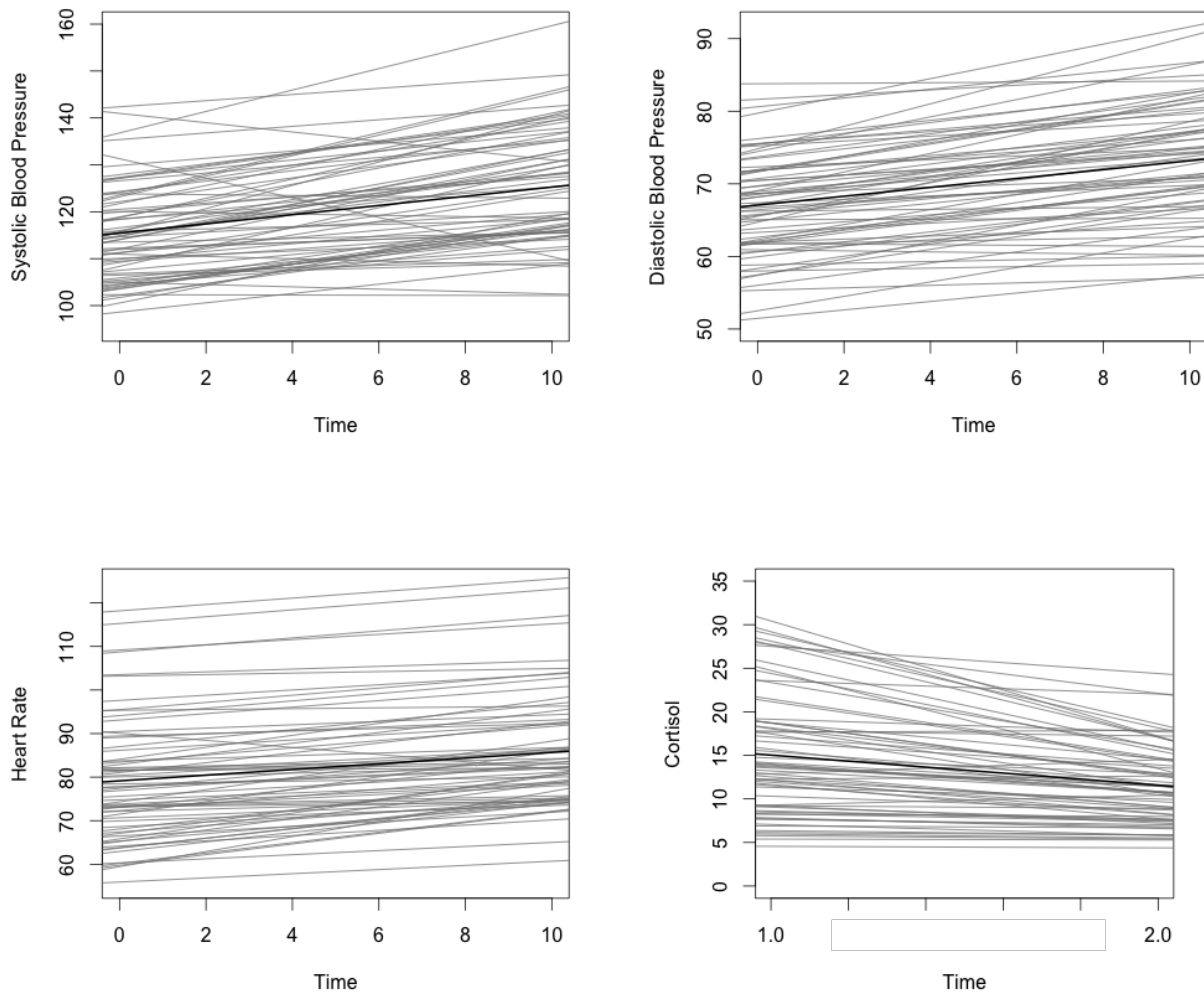 Systolic Blood Pressure
160
140
120
100
0 2 4 6 8 10
Time
Diastolic Blood Pressure
90
80
70
60
50
0 2 4 6 8 10
Time
Heart Rate
110
90
80
70
60
0 2 4 6 8 10
Time
Cortisol
35
30
25
20
15
10
5
0
1.0 2.0
Time